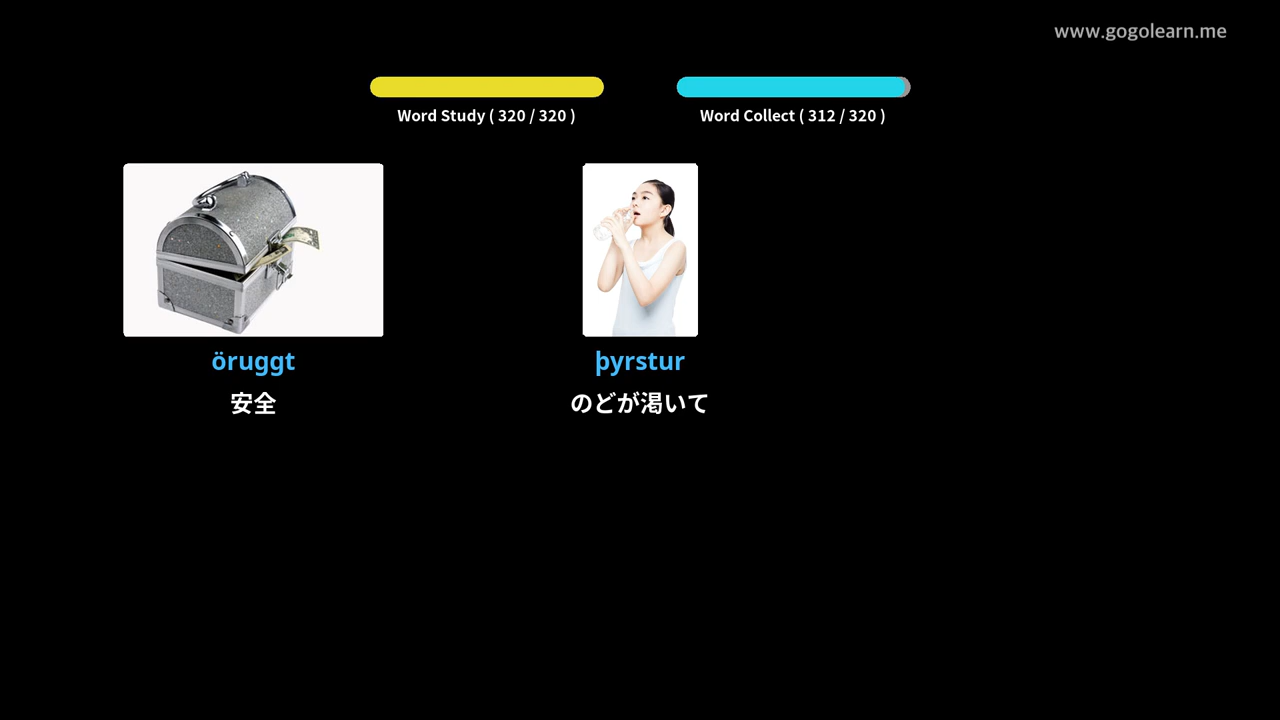 www.gogolearn.me
Word Study ( 320 / 320 )
Word Collect ( 312 / 320 )
öruggt
安全
þyrstur
のどが渇いて